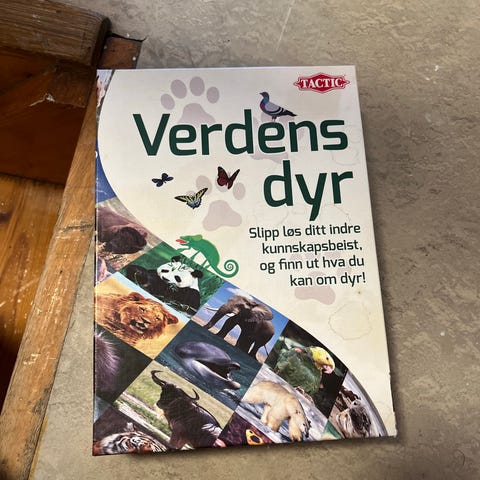 TACTIC
Verdens
dyr
Slipp løs ditt indre
kunnskapsbeist,
og finn ut hva du
kan om dyr!